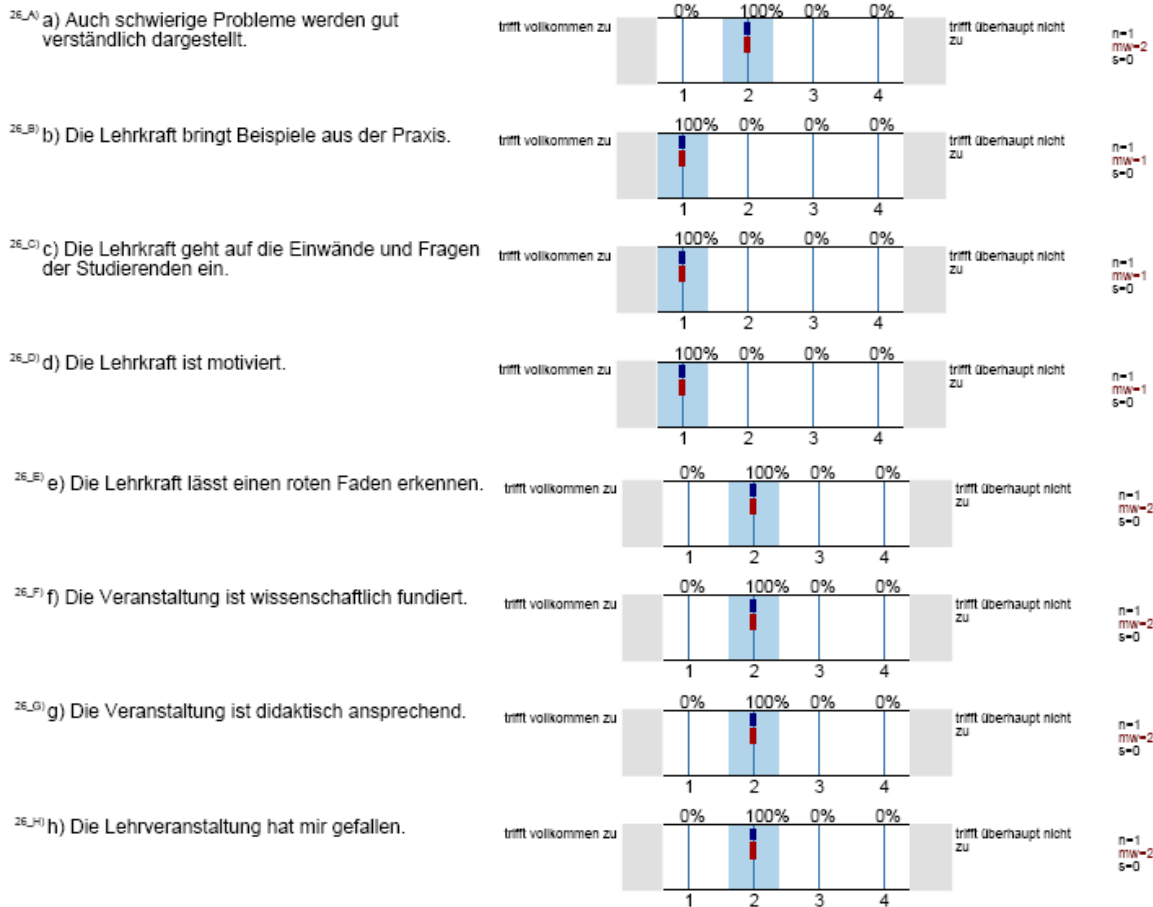 0% 100% 0% 0%
26_A) a) Auch schwierige Probleme werden gut
verständlich dargestellt.
trifft vollkommen zu
trifft überhaupt nicht
zu
n=1
mw=2
s=0
1 2 3 4
26_B) b) Die Lehrkraft bringt Beispiele aus der Praxis.
100% 0% 0% 0%
trifft vollkommen zu
trifft überhaupt nicht
zu
n=1
mw=1
s=0
1 2 3 4
26_C) c) Die Lehrkraft geht auf die Einwände und Fragen
der Studierenden ein.
100% 0% 0% 0%
trifft vollkommen zu
trifft überhaupt nicht
zu
n=1
mw=1
s=0
1 2 3 4
26_D) d) Die Lehrkraft ist motiviert.
100% 0% 0% 0%
trifft vollkommen zu
trifft überhaupt nicht
zu
n=1
mw=1
s=0
1 2 3 4
26_E) e) Die Lehrkraft lässt einen roten Faden erkennen.
0% 100% 0% 0%
trifft vollkommen zu
trifft überhaupt nicht
zu
n=1
mw=2
s=0
1 2 3 4
26_F) f) Die Veranstaltung ist wissenschaftlich fundiert.
0% 100% 0% 0%
trifft vollkommen zu
trifft überhaupt nicht
zu
n=1
mw=2
s=0
1 2 3 4
26_G) g) Die Veranstaltung ist didaktisch ansprechend.
0% 100% 0% 0%
trifft vollkommen zu
trifft überhaupt nicht
zu
n=1
mw=2
s=0
1 2 3 4
26_H) h) Die Lehrveranstaltung hat mir gefallen.
0% 100% 0% 0%
trifft vollkommen zu
trifft überhaupt nicht
zu
n=1
mw=2
s=0
1 2 3 4